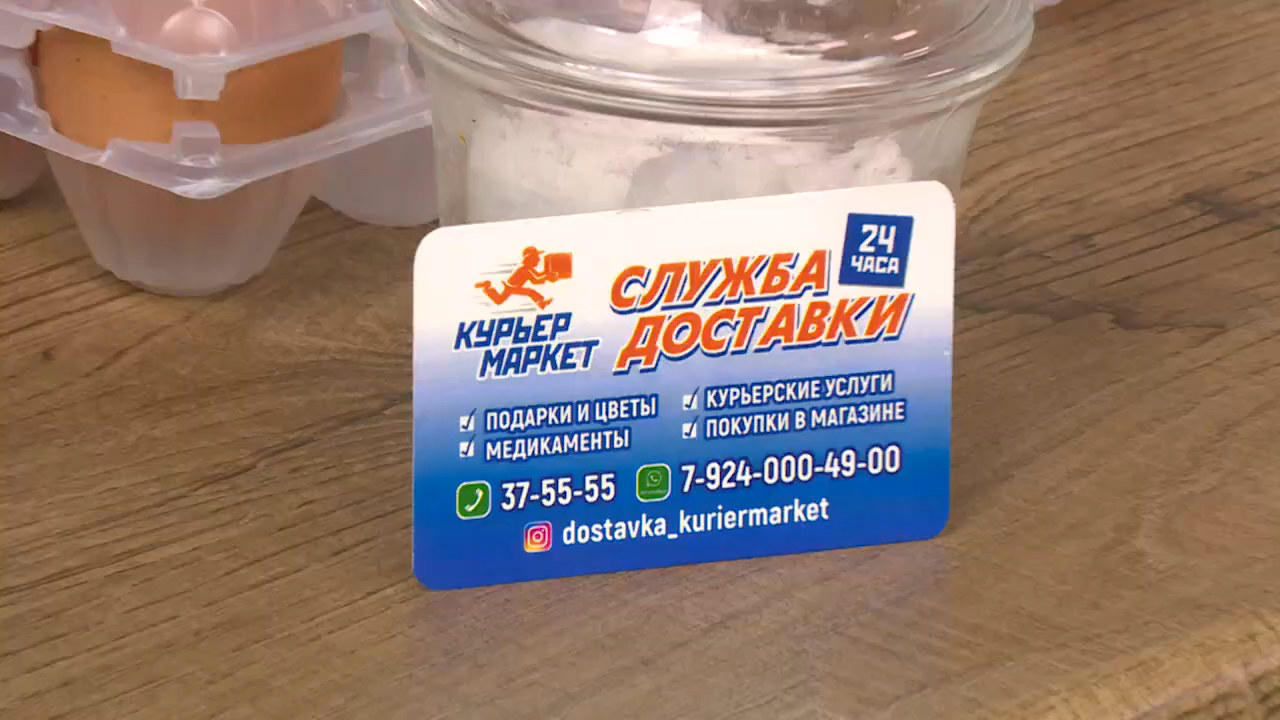 КУРЬЕР
МАРКЕТ
СЛУЖБА
ДОСТАВКИ
24
ЧАСА
ПОДАРКИ И ЦВЕТЫ
МЕДИКАМЕНТЫ
КУРЬЕРСКИЕ УСЛУГИ
ПОКУПКИ В МАГАЗИНЕ
37-55-55
7-924-000-49-00
dostavka_kuriermarket